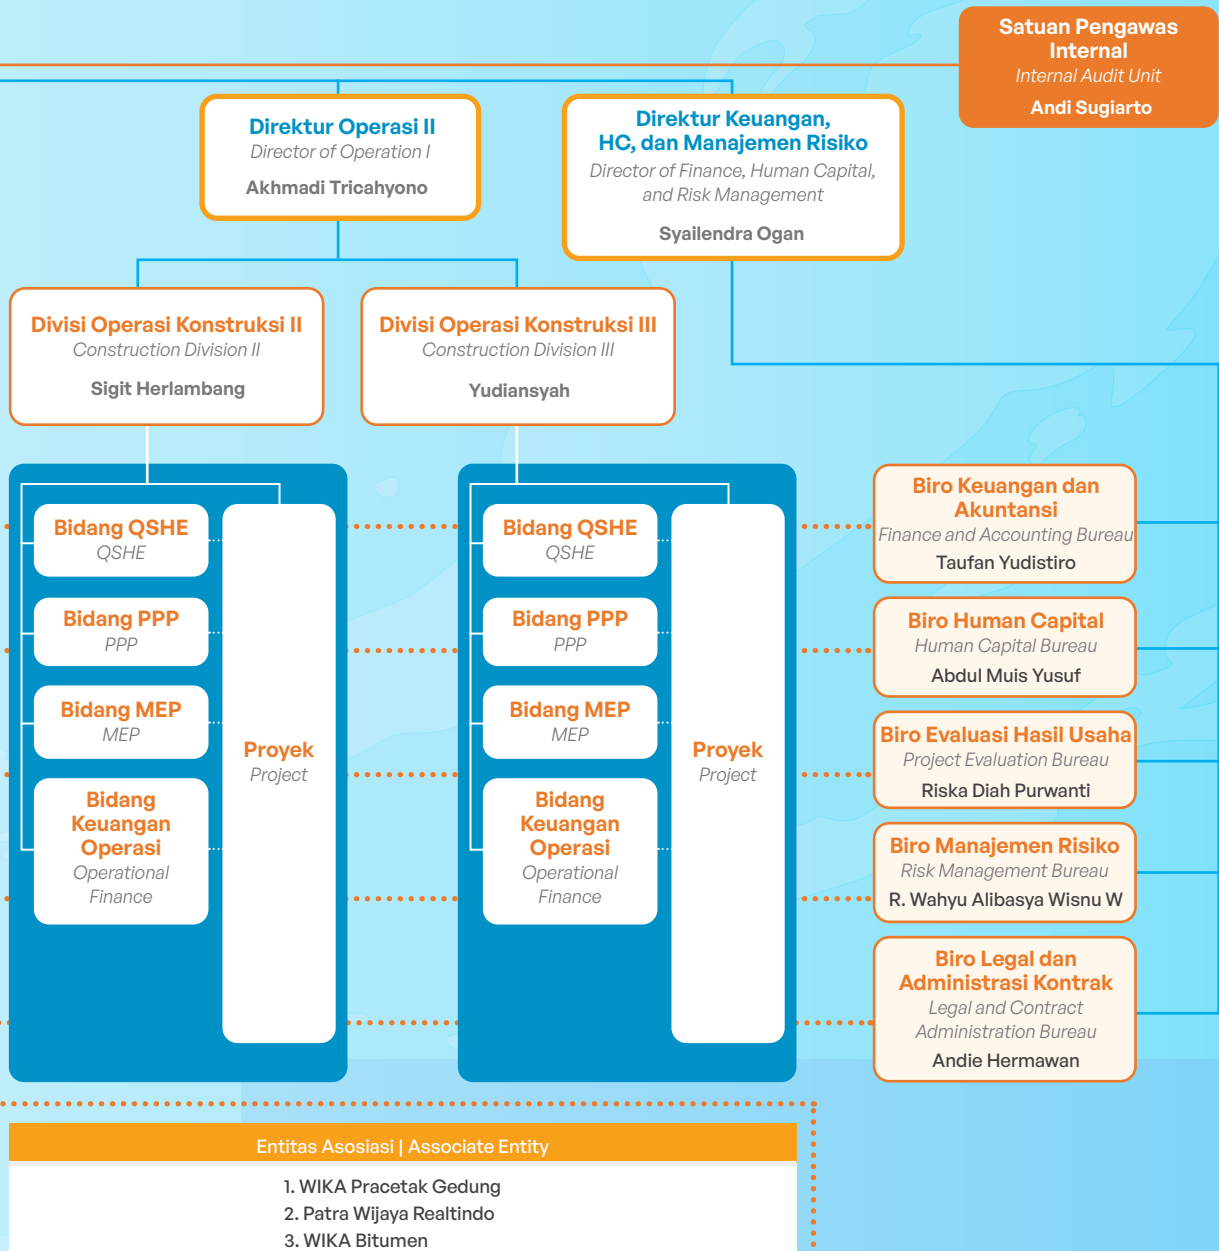 Satuan Pengawas
Internal
Internal Audit Unit
Andi Sugiarto
Direktur Operasi II
Director of Operation I
Akhmadi Tricahyono
Direktur Keuangan,
HC, dan Manajemen Risiko
Director of Finance, Human Capital,
and Risk Management
Syailendra Ogan
Divisi Operasi Konstruksi II
Construction Division II
Sigit Herlambang
Divisi Operasi Konstruksi III
Construction Division III
Yudiansyah
Bidang QSHE
QSHE
Bidang PPP
PPP
Bidang MEP
MEP
Bidang
Keuangan
Operasi
Operational
Finance
Proyek
Project
Bidang QSHE
QSHE
Bidang PPP
PPP
Bidang MEP
MEP
Bidang
Keuangan
Operasi
Operational
Finance
Proyek
Project
Biro Keuangan dan
Akuntansi
Finance and Accounting Bureau
Taufan Yudistiro
Biro Human Capital
Human Capital Bureau
Abdul Muis Yusuf
Biro Evaluasi Hasil Usaha
Project Evaluation Bureau
Riska Diah Purwanti
Biro Manajemen Risiko
Risk Management Bureau
R. Wahyu Alibasya Wisnu W
Biro Legal dan
Administrasi Kontrak
Legal and Contract
Administration Bureau
Andie Hermawan
Entitas Asosiasi | Associate Entity
1. WIKA Pracetak Gedung
2. Patra Wijaya Realtindo
3. WIKA Bitumen